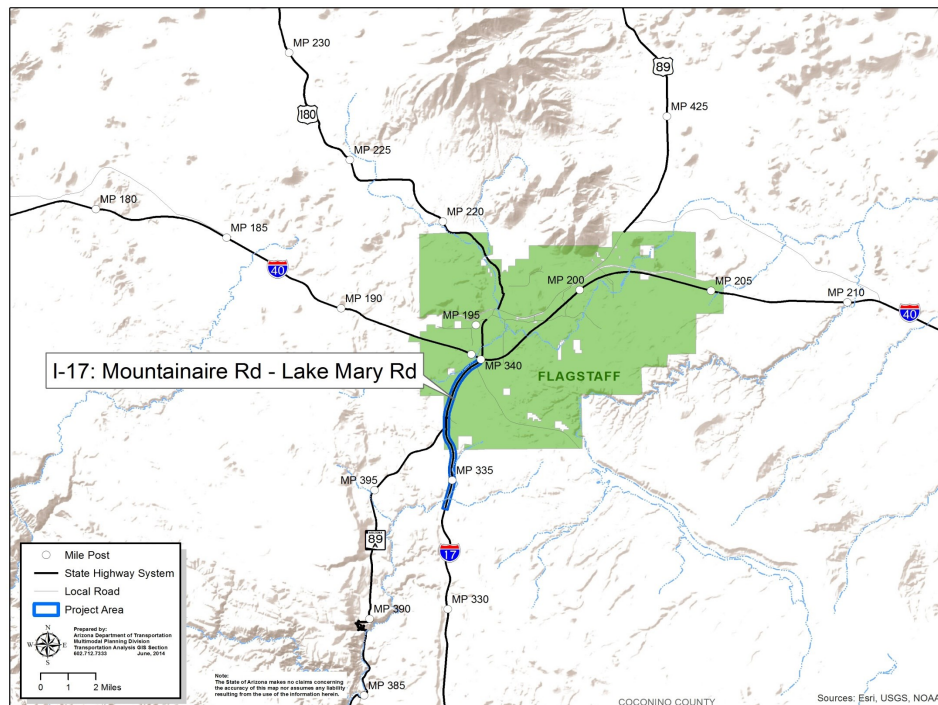 MP 230
89
MP 425
180
MP 225
MP 180
MP 220
MP 185
40
MP 200
MP 205
MP 190
MP 210
MP 195
40
MP 340
I-17: Mountainaire Rd - Lake Mary Rd
FLAGSTAFF
MP 335
MP 395
89
A
17
MP 330
MP 390
MP 385
Mile Post
State Highway System
Local Road
Project Area
N
W
E
S
Prepared by:
Arizona Department of Transportation
Multimodal Planning Division
Transportation Analysis GIS Section
602.712.7333 June, 2014
0 1 2 Miles
Note:
The State of Arizona makes no claims concerning
the accuracy of this map nor assumes any liability
resulting from the use of the information herein.
COCONINO COUNTY
Sources: Esri, USGS, NOAA